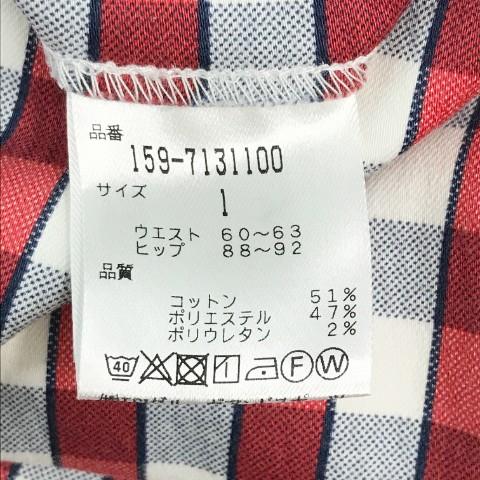 品番
159-7131100
サイズ
1
ウエスト 60～63
ヒップ 88～92
品質
コットン 51%
ポリエステル 47%
ポリウレタン 2%
40 F W